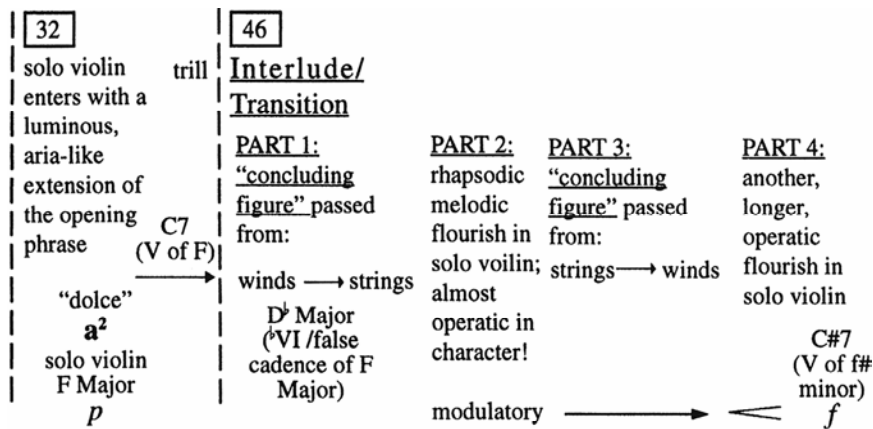 32
solo violin
enters with a
luminous,
aria-like
extension of
the opening
phrase
trill
C7
(V of F)
"dolce"
a²
solo violin
F Major
p
46
Interlude/
Transition
PART 1:
"concluding
figure" passed
from:
winds → strings
D♭ Major
(♭VI /false
cadence of F
Major)
PART 2:
rhapsodic
melodic
flourish in
solo voilin;
almost
operatic in
character!
modulatory
PART 3:
"concluding
figure" passed
from:
strings → winds
PART 4:
another,
longer,
operatic
flourish in
solo violin
C#7
(V of f#
minor)
f